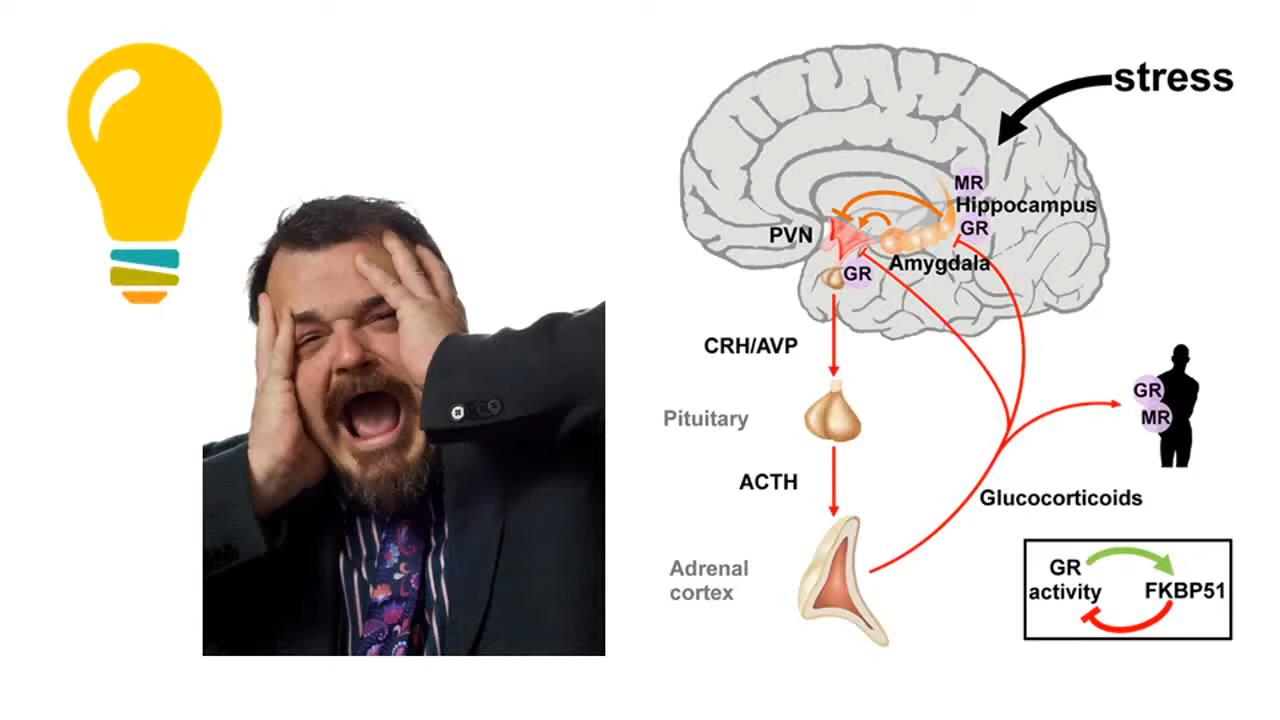 stress
MR
Hippocampus
GR
PVN
Amygdala
GR
CRH/AVP
Pituitary
GR
MR
ACTH
Glucocorticoids
Adrenal
cortex
GR
activity
FKBP51